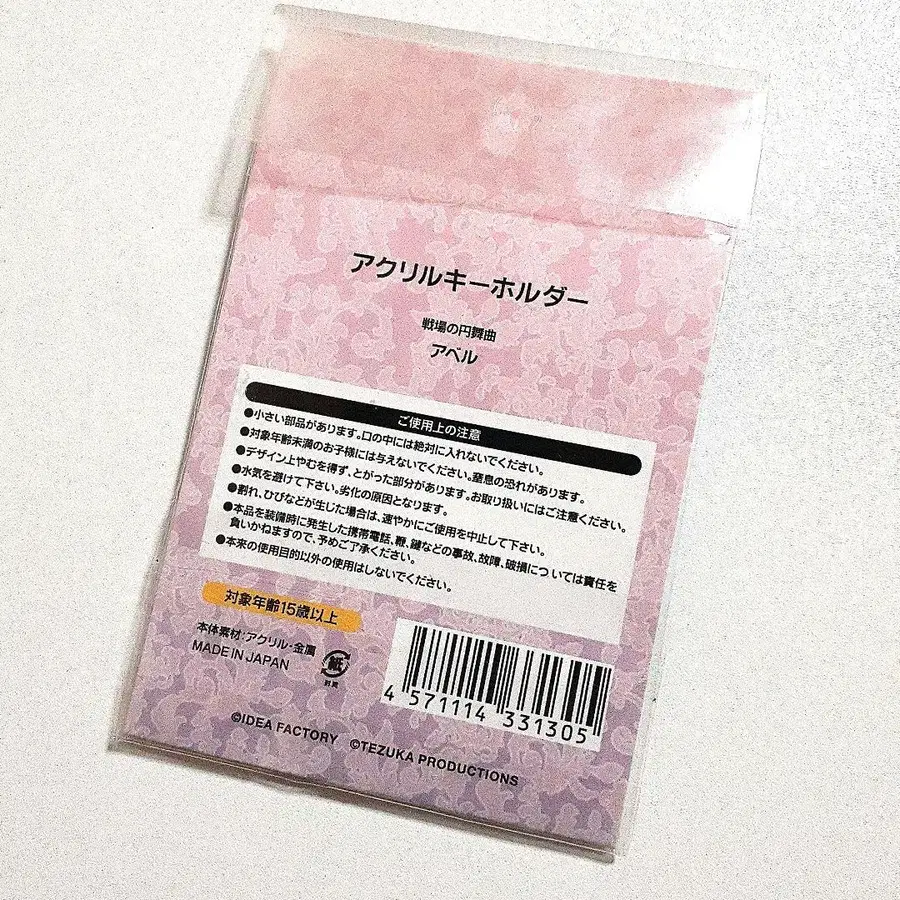 アクリルキーホルダー
戦場の円舞曲
アベル
ご使用上の注意
●小さい部品があります。口の中には絶対に入れないでください。
●対象年齢未満のお子様には与えないでください。窒息の恐れがあります。
●デザイン上やむを得ず、とがった部分があります。お取り扱いにはご注意ください。
●水気を避けて下さい。劣化の原因となります。
●割れ、ひびなどが生じた場合は、速やかにご使用を中止して下さい。
●本品を装備時に発生した携帯電話、鞄、鍵などの事故、故障、破損につ いては責任を
負いかねますので、予めご了承ください。
●本来の使用目的以外の使用はしないでください。
対象年齢15歳以上
本体素材：アクリル・金属
MADE IN JAPAN
紙
4 571114 331305
©IDEA FACTORY ©TEZUKA PRODUCTIONS